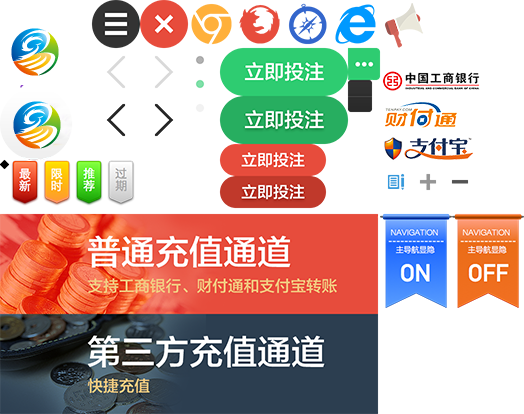 立即投注
立即投注
立即投注
立即投注
中国工商银行
INDUSTRIAL AND COMMERCIAL BANK OF CHINA
TENPAY.COM
财付通
支付宝
最新
限时
推荐
过期
NAVIGATION
主导航显隐
ON
NAVIGATION
主导航显隐
OFF
普通充值通道
支持工商银行、财付通和支付宝转账
第三方充值通道
快捷充值